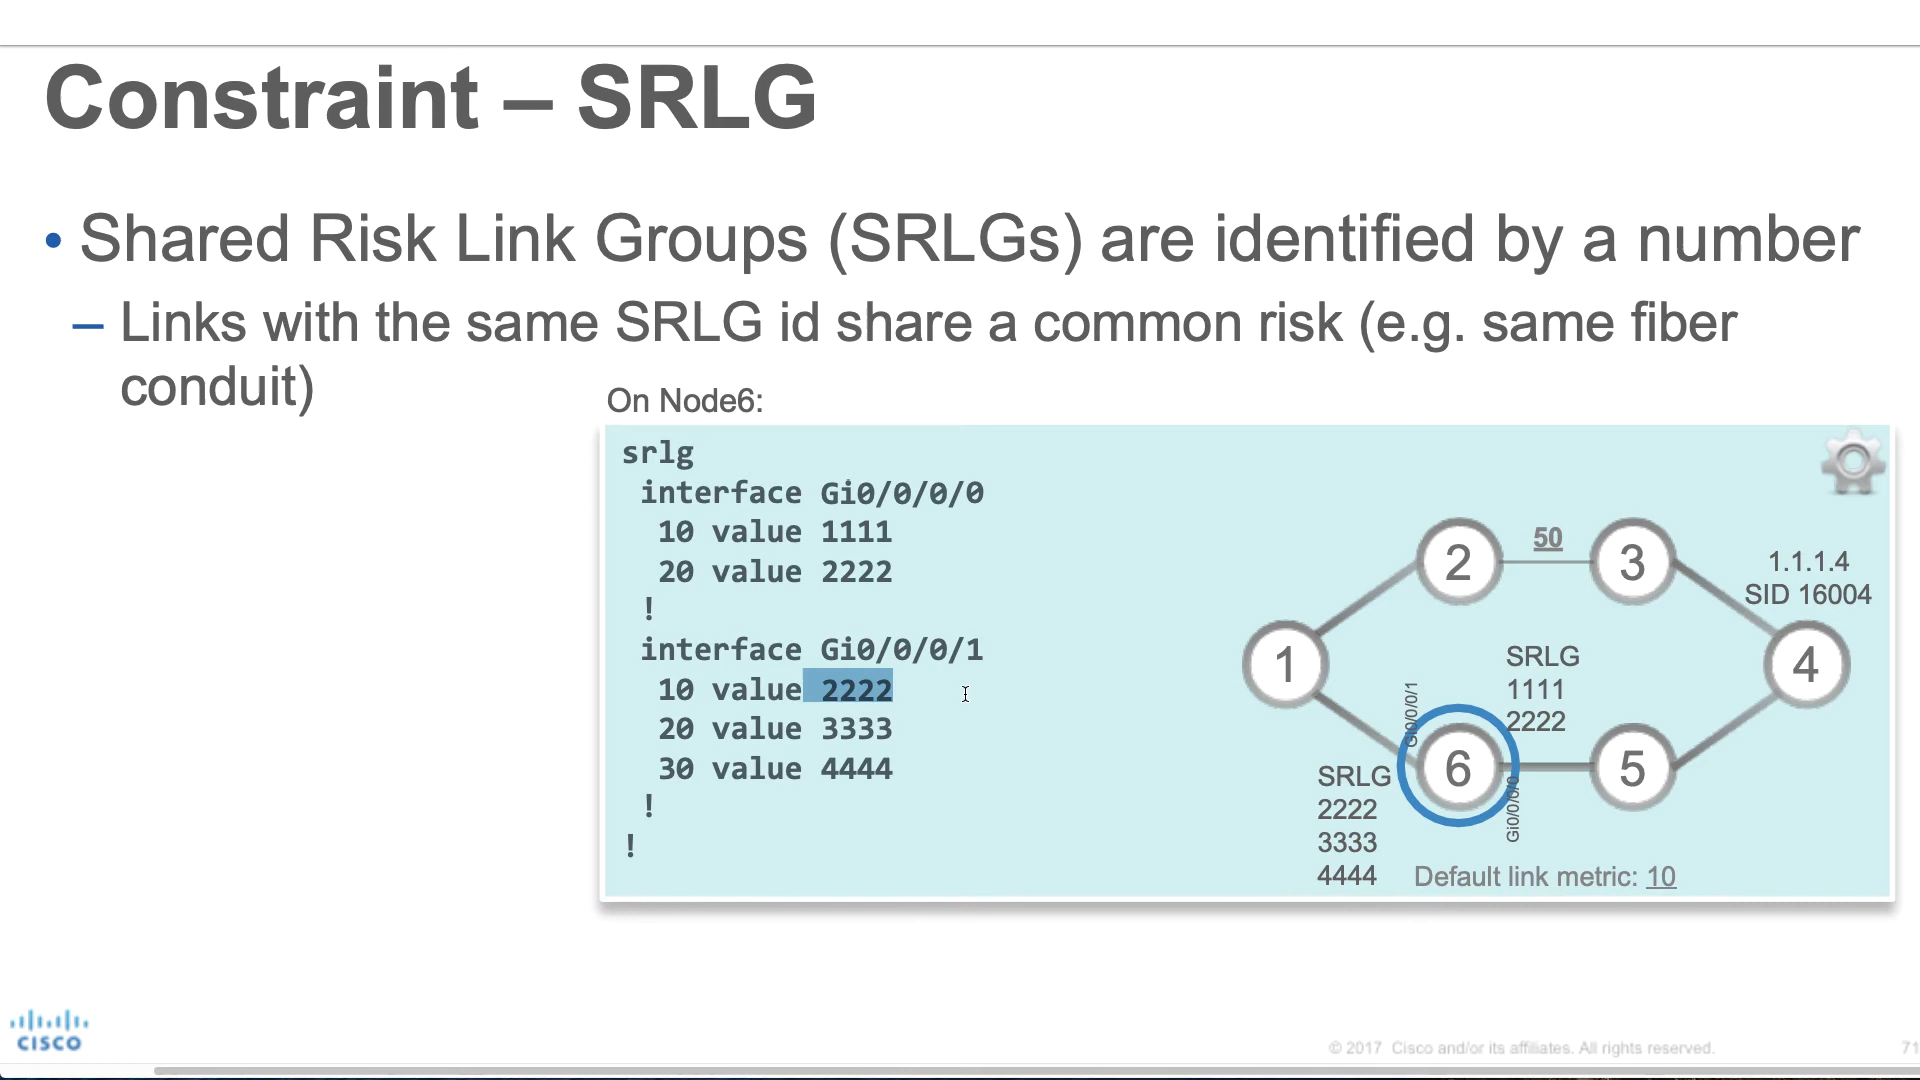 Constraint – SRLG
• Shared Risk Link Groups (SRLGs) are identified by a number
– Links with the same SRLG id share a common risk (e.g. same fiber
conduit)
On Node6:
srlg
interface Gi0/0/0/0
10 value 1111
20 value 2222
!
interface Gi0/0/0/1
10 value 2222
20 value 3333
30 value 4444
!
!
2
50
3
1.1.1.4
SID 16004
1
4
SRLG
1111
2222
Gi0/0/0/1
6
5
Gi0/0/0/0
SRLG
2222
3333
4444
Default link metric: 10
CISCO
© 2017 Cisco and/or its affiliates. All rights reserved.
71